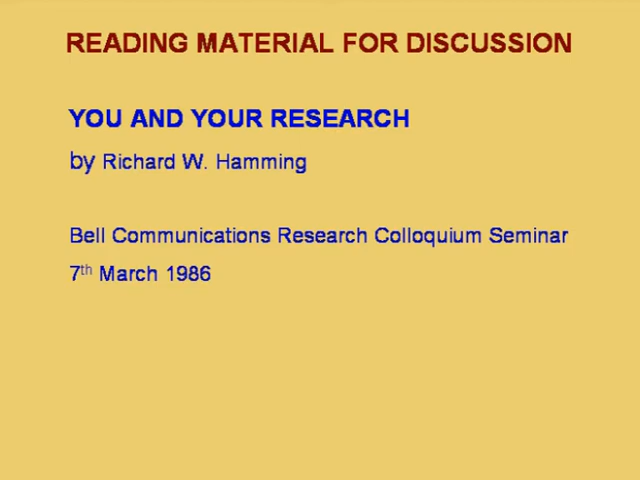 READING MATERIAL FOR DISCUSSION
YOU AND YOUR RESEARCH
by Richard W. Hamming
Bell Communications Research Colloquium Seminar
7th March 1986